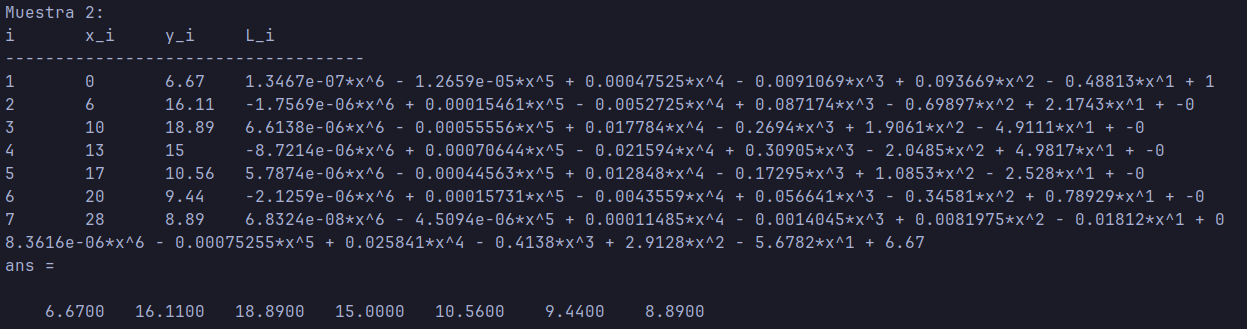 Muestra 2:
i       x_i     y_i     L_i
------------------------------------
1       0       6.67    1.3467e-07*x^6 - 1.2659e-05*x^5 + 0.00047525*x^4 - 0.0091069*x^3 + 0.093669*x^2 - 0.48813*x^1 + 1
2       6       16.11   -1.7569e-06*x^6 + 0.00015461*x^5 - 0.0052725*x^4 + 0.087174*x^3 - 0.69897*x^2 + 2.1743*x^1 + -0
3       10      18.89   6.6138e-06*x^6 - 0.00055556*x^5 + 0.017784*x^4 - 0.2694*x^3 + 1.9061*x^2 - 4.9111*x^1 + -0
4       13      15      -8.7214e-06*x^6 + 0.00070644*x^5 - 0.021594*x^4 + 0.30905*x^3 - 2.0485*x^2 + 4.9817*x^1 + -0
5       17      10.56   5.7874e-06*x^6 - 0.00044563*x^5 + 0.012848*x^4 - 0.17295*x^3 + 1.0853*x^2 - 2.528*x^1 + -0
6       20      9.44    -2.1259e-06*x^6 + 0.00015731*x^5 - 0.0043559*x^4 + 0.056641*x^3 - 0.34581*x^2 + 0.78929*x^1 + -0
7       28      8.89    6.8324e-08*x^6 - 4.5094e-06*x^5 + 0.00011485*x^4 - 0.0014045*x^3 + 0.0081975*x^2 - 0.01812*x^1 + 0
8.3616e-06*x^6 - 0.00075255*x^5 + 0.025841*x^4 - 0.4138*x^3 + 2.9128*x^2 - 5.6782*x^1 + 6.67
ans =
6.6700   16.1100   18.8900   15.0000   10.5600    9.4400    8.8900